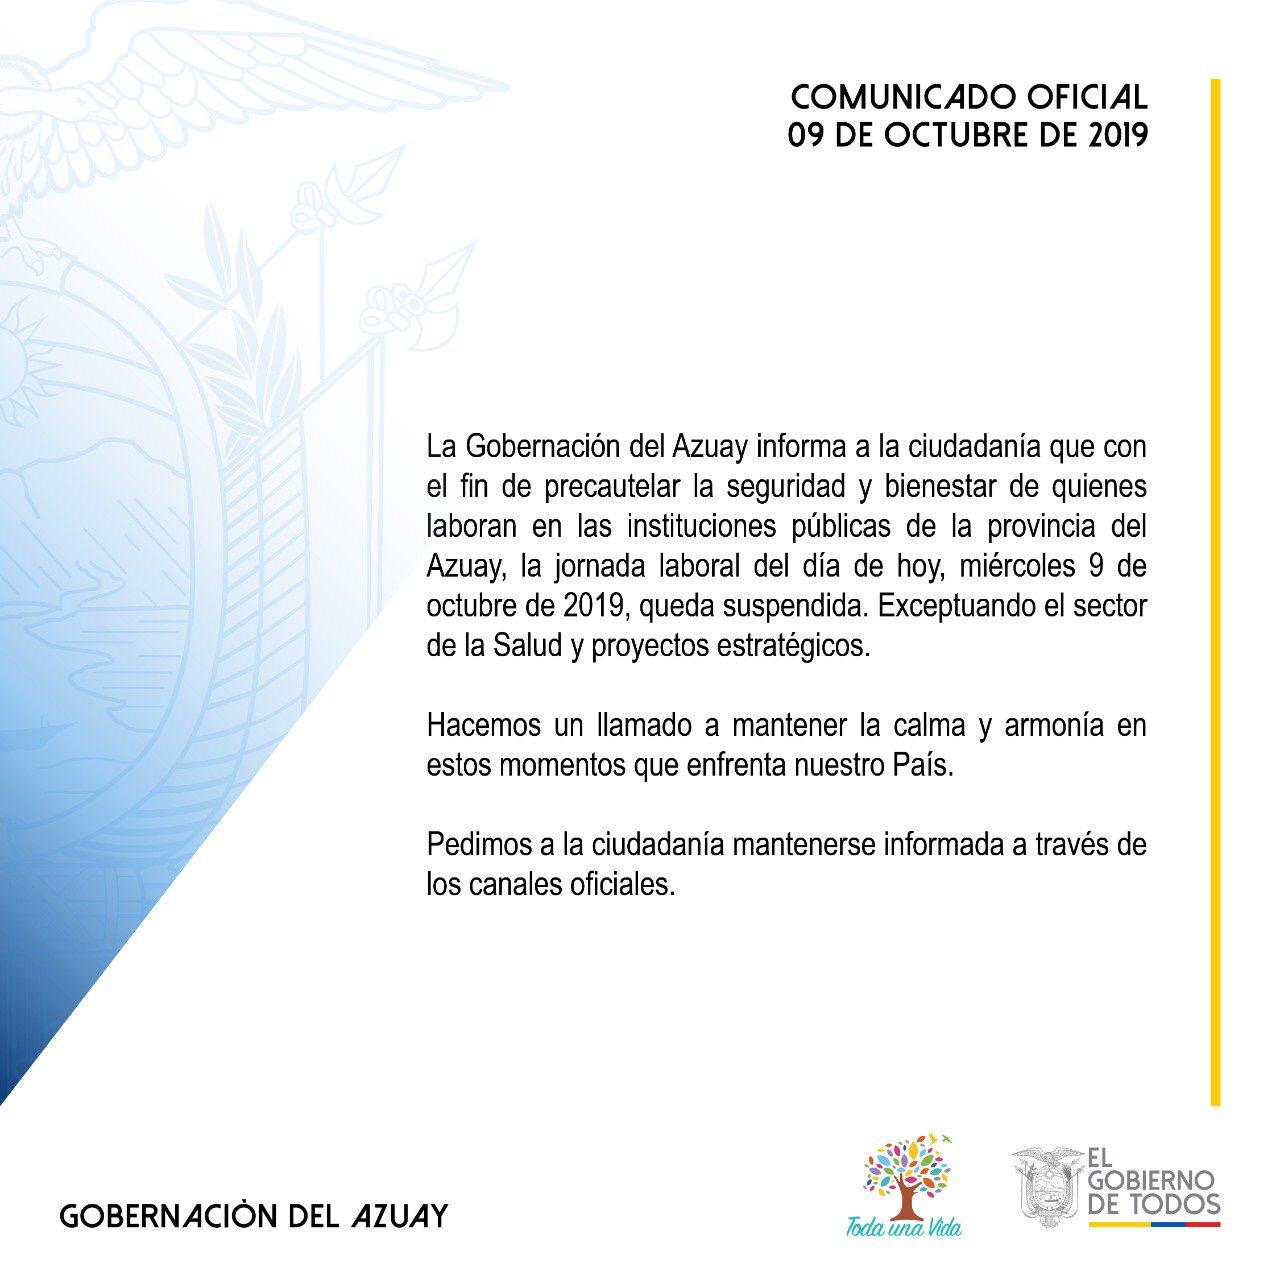 COMUNICADO OFICIAL
09 DE OCTUBRE DE 2019
La Gobernación del Azuay informa a la ciudadanía que con
el fin de precautelar la seguridad y bienestar de quienes
laboran en las instituciones públicas de la provincia del
Azuay, la jornada laboral del día de hoy, miércoles 9 de
octubre de 2019, queda suspendida. Exceptuando el sector
de la Salud y proyectos estratégicos.
Hacemos un llamado a mantener la calma y armonía en
estos momentos que enfrenta nuestro País.
Pedimos a la ciudadanía mantenerse informada a través de
los canales oficiales.
GOBERNACIÒN DEL AZUAY
Toda una Vida
EL
GOBIERNO
DE TODOS